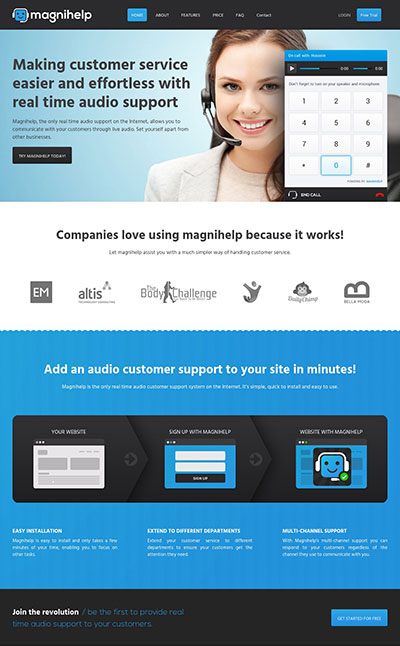 magnihelp
HOME ABOUT FEATURES PRICE FAQ Contact LOGIN Free Trial
Making customer service
easier and effortless with
real time audio support
Magnihelp, the only real time audio support on the Internet, allows you to
communicate with your customers through live audio. Set yourself apart from
other businesses.
TRY MAGNIHELP TODAY!
On call with: Roxanne
0:00 0:00
Don't forget to turn on your speaker and microphone.
1 2 3
4 5 6
7 8 9
* 0 #
POWERED BY MAGNIHELP
END CALL
Companies love using magnihelp because it works!
Let magnihelp assist you with a much simpler way of handling customer service.
EM
altis
TECHNOLOGY CONSULTING
The
Body Challenge
DailyChimp
B
BELLA MODA
Add an audio customer support to your site in minutes!
Magnihelp is the only real time audio customer support system on the Internet. It's simple, quick to install and easy to use.
YOUR WEBSITE
SIGN UP WITH MAGNIHELP
SIGN UP
WEBSITE WITH MAGNIHELP
EASY INSTALLATION
Magnihelp is easy to install and only takes a few
minutes of your time, enabling you to focus on
other tasks.
EXTEND TO DIFFERENT DEPARTMENTS
Extend your customer service to different
departments to ensure your customers get the
attention they need.
MULTI-CHANNEL SUPPORT
With Magnihelp's multi-channel support you can
respond to your customers regardless of the
channel they use to communicate with you.
Join the revolution / be the first to provide real
time audio support to your customers.
GET STARTED FOR FREE